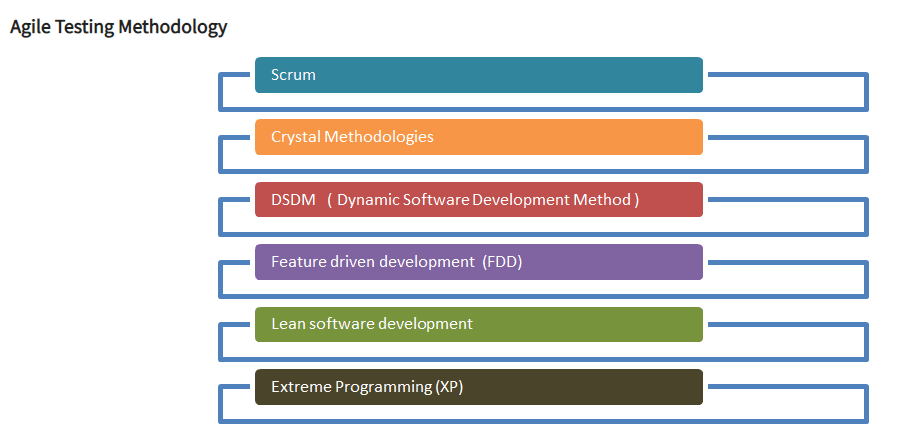 Agile Testing Methodology
Scrum
Crystal Methodologies
DSDM ( Dynamic Software Development Method )
Feature driven development (FDD)
Lean software development
Extreme Programming (XP)